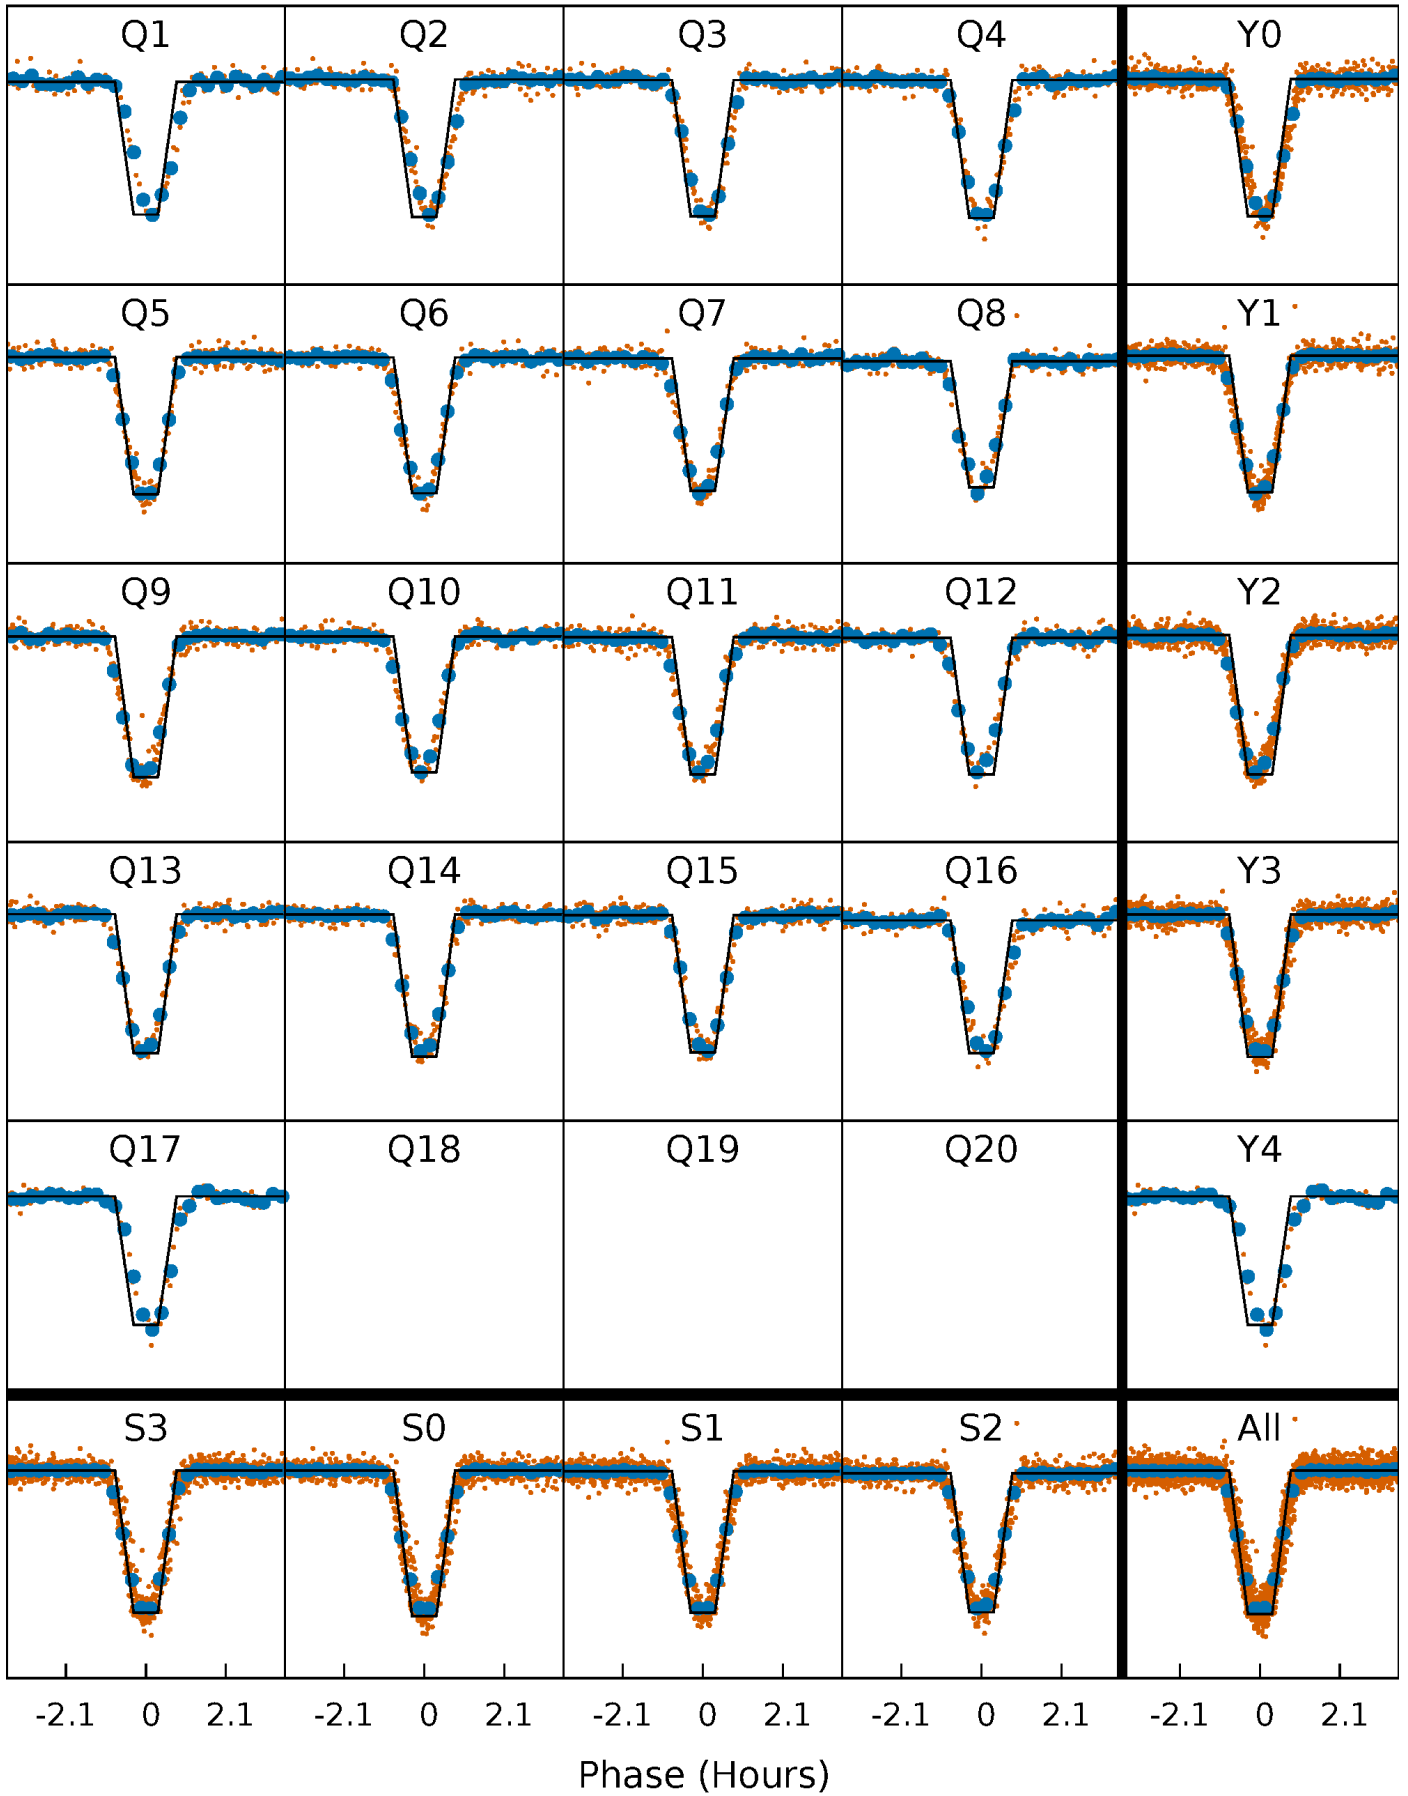 Q1 Q2 Q3 Q4 Y0
Q5 Q6 Q7 Q8 Y1
Q9 Q10 Q11 Q12 Y2
Q13 Q14 Q15 Q16 Y3
Q17 Q18 Q19 Q20 Y4
S3 S0 S1 S2 All
-2.1 0 2.1 -2.1 0 2.1 -2.1 0 2.1 -2.1 0 2.1 -2.1 0 2.1
Phase (Hours)